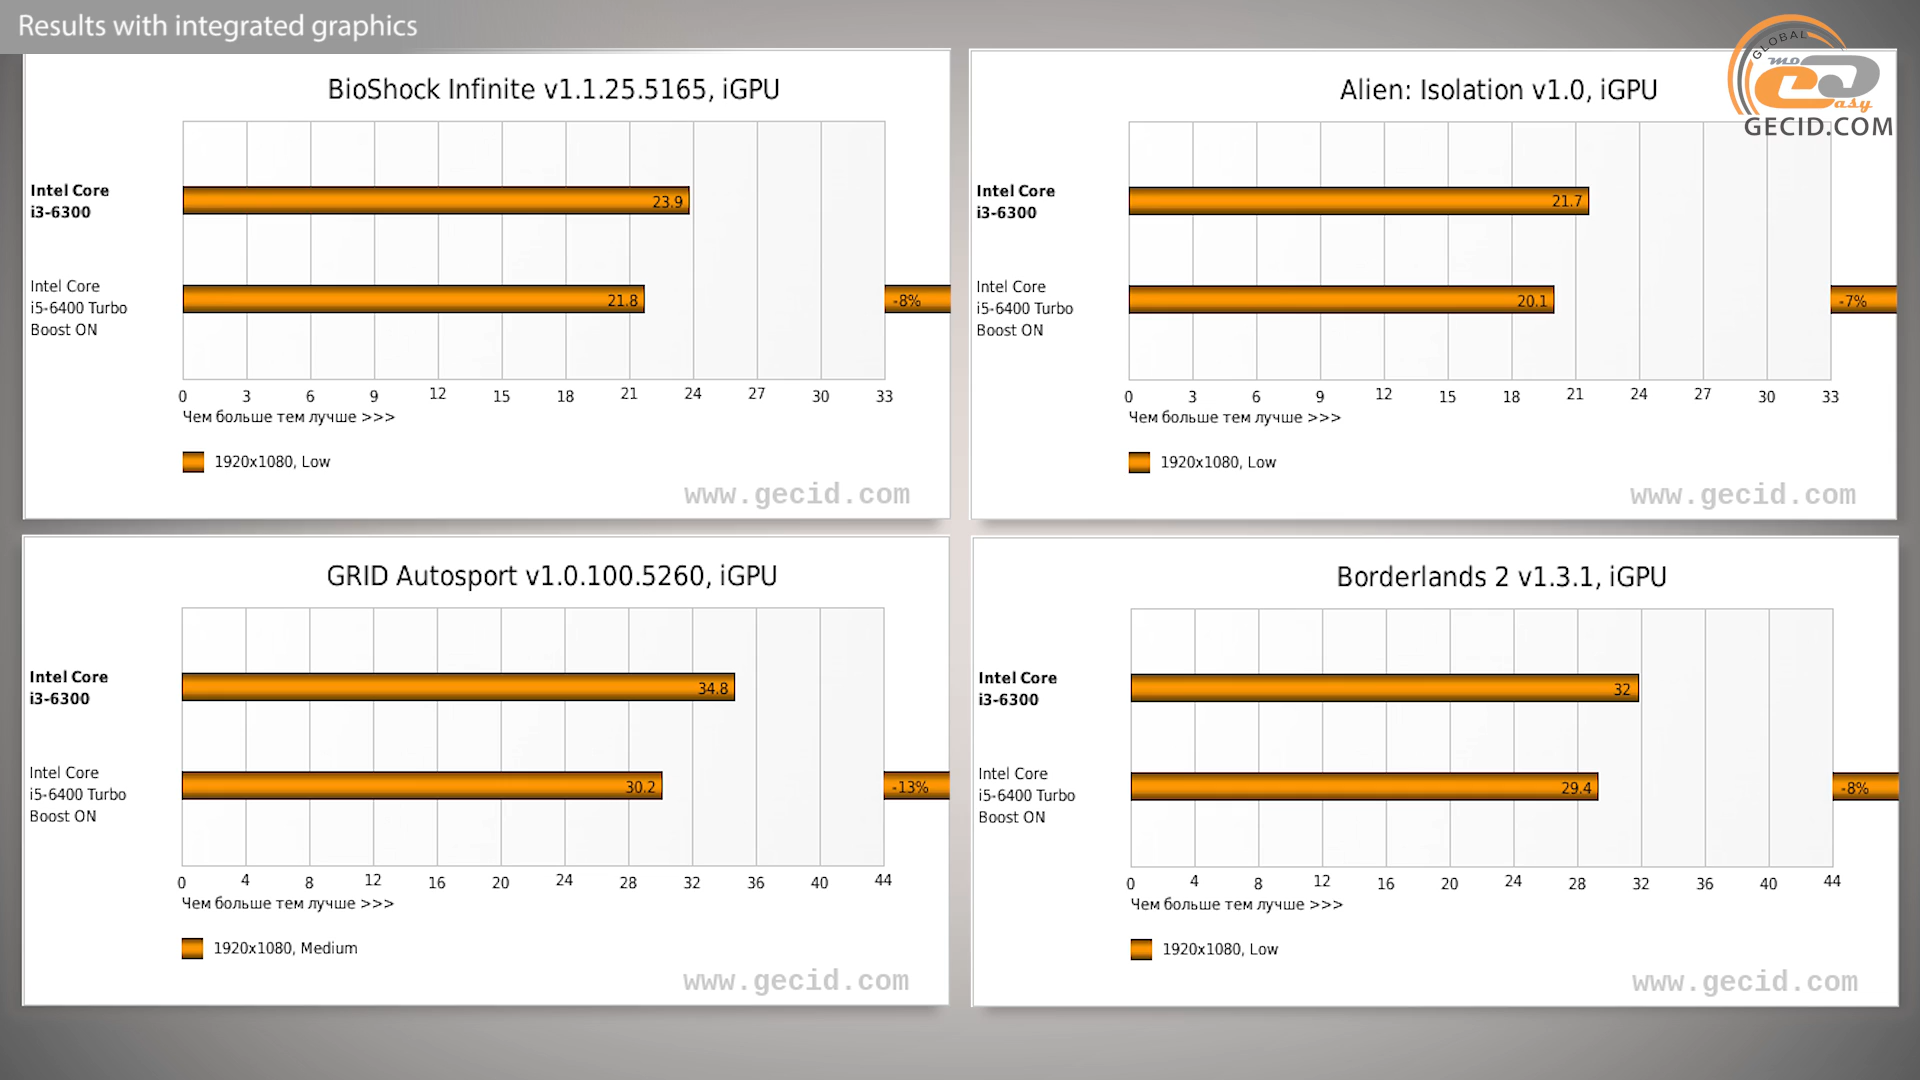 Results with integrated graphics
GLOBAL
mo
easy
GECID.COM
BioShock Infinite v1.1.25.5165, iGPU
Intel Core
i3-6300
23.9
Intel Core
i5-6400 Turbo
Boost ON
21.8
-8%
0 3 6 9 12 15 18 21 24 27 30 33
Чем больше тем лучше >>>
1920x1080, Low
www.gecid.com
Alien: Isolation v1.0, iGPU
Intel Core
i3-6300
21.7
Intel Core
i5-6400 Turbo
Boost ON
20.1
-7%
0 3 6 9 12 15 18 21 24 27 30 33
Чем больше тем лучше >>>
1920x1080, Low
www.gecid.com
GRID Autosport v1.0.100.5260, iGPU
Intel Core
i3-6300
34.8
Intel Core
i5-6400 Turbo
Boost ON
30.2
-13%
0 4 8 12 16 20 24 28 32 36 40 44
Чем больше тем лучше >>>
1920x1080, Medium
www.gecid.com
Borderlands 2 v1.3.1, iGPU
Intel Core
i3-6300
32
Intel Core
i5-6400 Turbo
Boost ON
29.4
-8%
0 4 8 12 16 20 24 28 32 36 40 44
Чем больше тем лучше >>>
1920x1080, Low
www.gecid.com